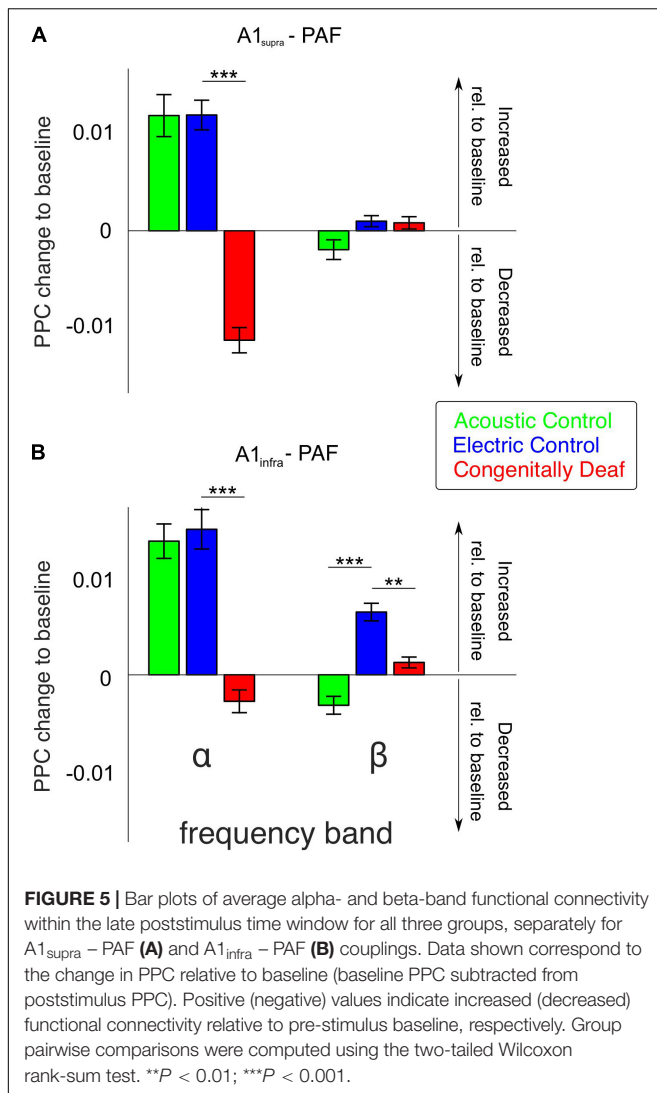 A
A1supra - PAF
***
0.01
0
-0.01
PPC change to baseline
Increased
rel. to baseline
Decreased
rel. to baseline
Acoustic Control
Electric Control
Congenitally Deaf
B
A1infra - PAF
***
***
**
0.01
0
-0.01
PPC change to baseline
Increased
rel. to baseline
Decreased
rel. to baseline
α β
frequency band
FIGURE 5 | Bar plots of average alpha- and beta-band functional connectivity
within the late poststimulus time window for all three groups, separately for
A1supra – PAF (A) and A1infra – PAF (B) couplings. Data shown correspond to
the change in PPC relative to baseline (baseline PPC subtracted from
poststimulus PPC). Positive (negative) values indicate increased (decreased)
functional connectivity relative to pre-stimulus baseline, respectively. Group
pairwise comparisons were computed using the two-tailed Wilcoxon
rank-sum test. **P < 0.01; ***P < 0.001.